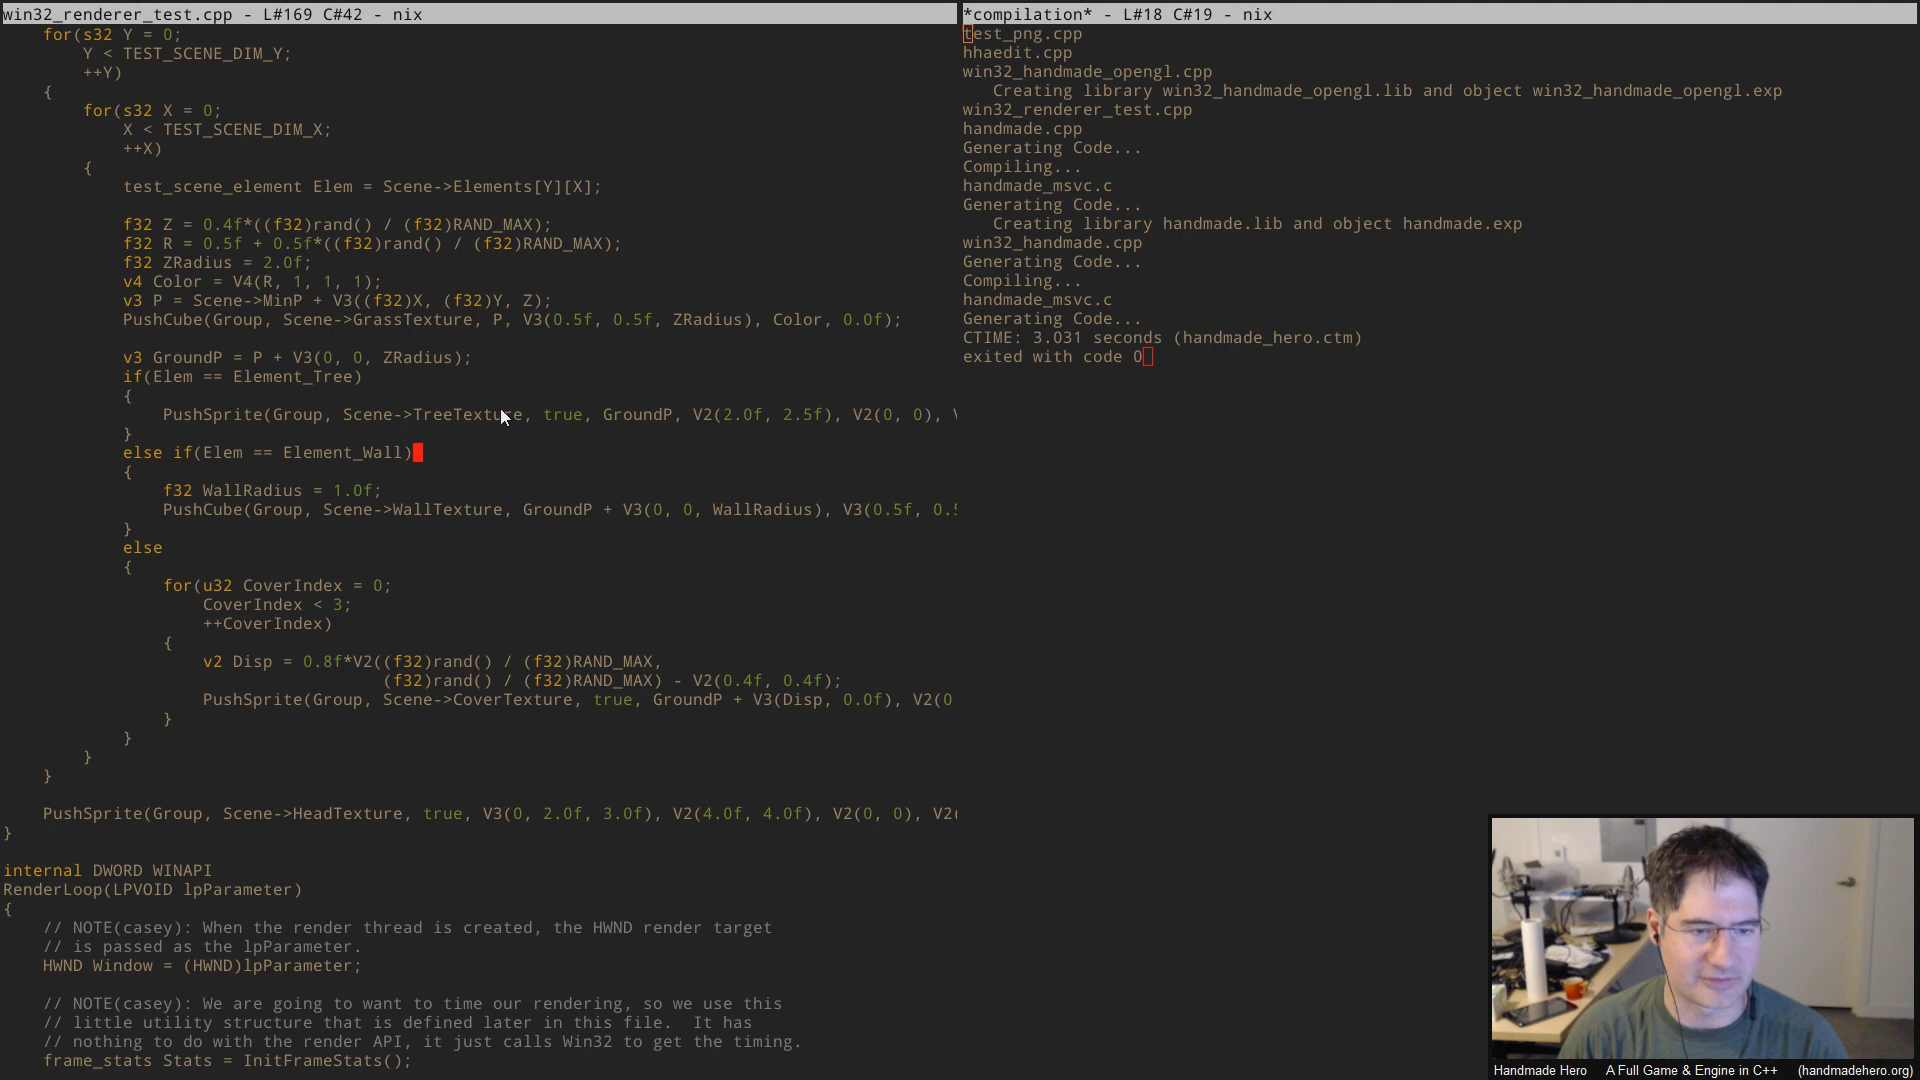 win32_renderer_test.cpp - L#169 C#42 - nix
for(s32 Y = 0;
Y < TEST_SCENE_DIM_Y;
++Y)
{
for(s32 X = 0;
X < TEST_SCENE_DIM_X;
++X)
{
test_scene_element Elem = Scene->Elements[Y][X];
f32 Z = 0.4f*((f32)rand() / (f32)RAND_MAX);
f32 R = 0.5f + 0.5f*((f32)rand() / (f32)RAND_MAX);
f32 ZRadius = 2.0f;
v4 Color = V4(R, 1, 1, 1);
v3 P = Scene->MinP + V3((f32)X, (f32)Y, Z);
PushCube(Group, Scene->GrassTexture, P, V3(0.5f, 0.5f, ZRadius), Color, 0.0f);
v3 GroundP = P + V3(0, 0, ZRadius);
if(Elem == Element_Tree)
{
PushSprite(Group, Scene->TreeTexture, true, GroundP, V2(2.0f, 2.5f), V2(0, 0),
}
else if(Elem == Element_Wall)
{
f32 WallRadius = 1.0f;
PushCube(Group, Scene->WallTexture, GroundP + V3(0, 0, WallRadius), V3(0.5f, 0.5
}
else
{
for(u32 CoverIndex = 0;
CoverIndex < 3;
++CoverIndex)
{
v2 Disp = 0.8f*V2((f32)rand() / (f32)RAND_MAX,
(f32)rand() / (f32)RAND_MAX) - V2(0.4f, 0.4f);
PushSprite(Group, Scene->CoverTexture, true, GroundP + V3(Disp, 0.0f), V2(0.
}
}
}
}
PushSprite(Group, Scene->HeadTexture, true, V3(0, 2.0f, 3.0f), V2(4.0f, 4.0f), V2(0, 0), V2(
}
internal DWORD WINAPI
RenderLoop(LPVOID lpParameter)
{
// NOTE(casey): When the render thread is created, the HWND render target
// is passed as the lpParameter.
HWND Window = (HWND)lpParameter;
// NOTE(casey): We are going to want to time our rendering, so we use this
// little utility structure that is defined later in this file.  It has
// nothing to do with the render API, it just calls Win32 to get the timing.
frame_stats Stats = InitFrameStats();
*compilation* - L#18 C#19 - nix
test_png.cpp
hhaedit.cpp
win32_handmade_opengl.cpp
Creating library win32_handmade_opengl.lib and object win32_handmade_opengl.exp
win32_renderer_test.cpp
handmade.cpp
Generating Code...
Compiling...
handmade_msvc.c
Generating Code...
Creating library handmade.lib and object handmade.exp
win32_handmade.cpp
Generating Code...
Compiling...
handmade_msvc.c
Generating Code...
CTIME: 3.031 seconds (handmade_hero.ctm)
exited with code 0
Handmade Hero A Full Game & Engine in C++ (handmadehero.org)